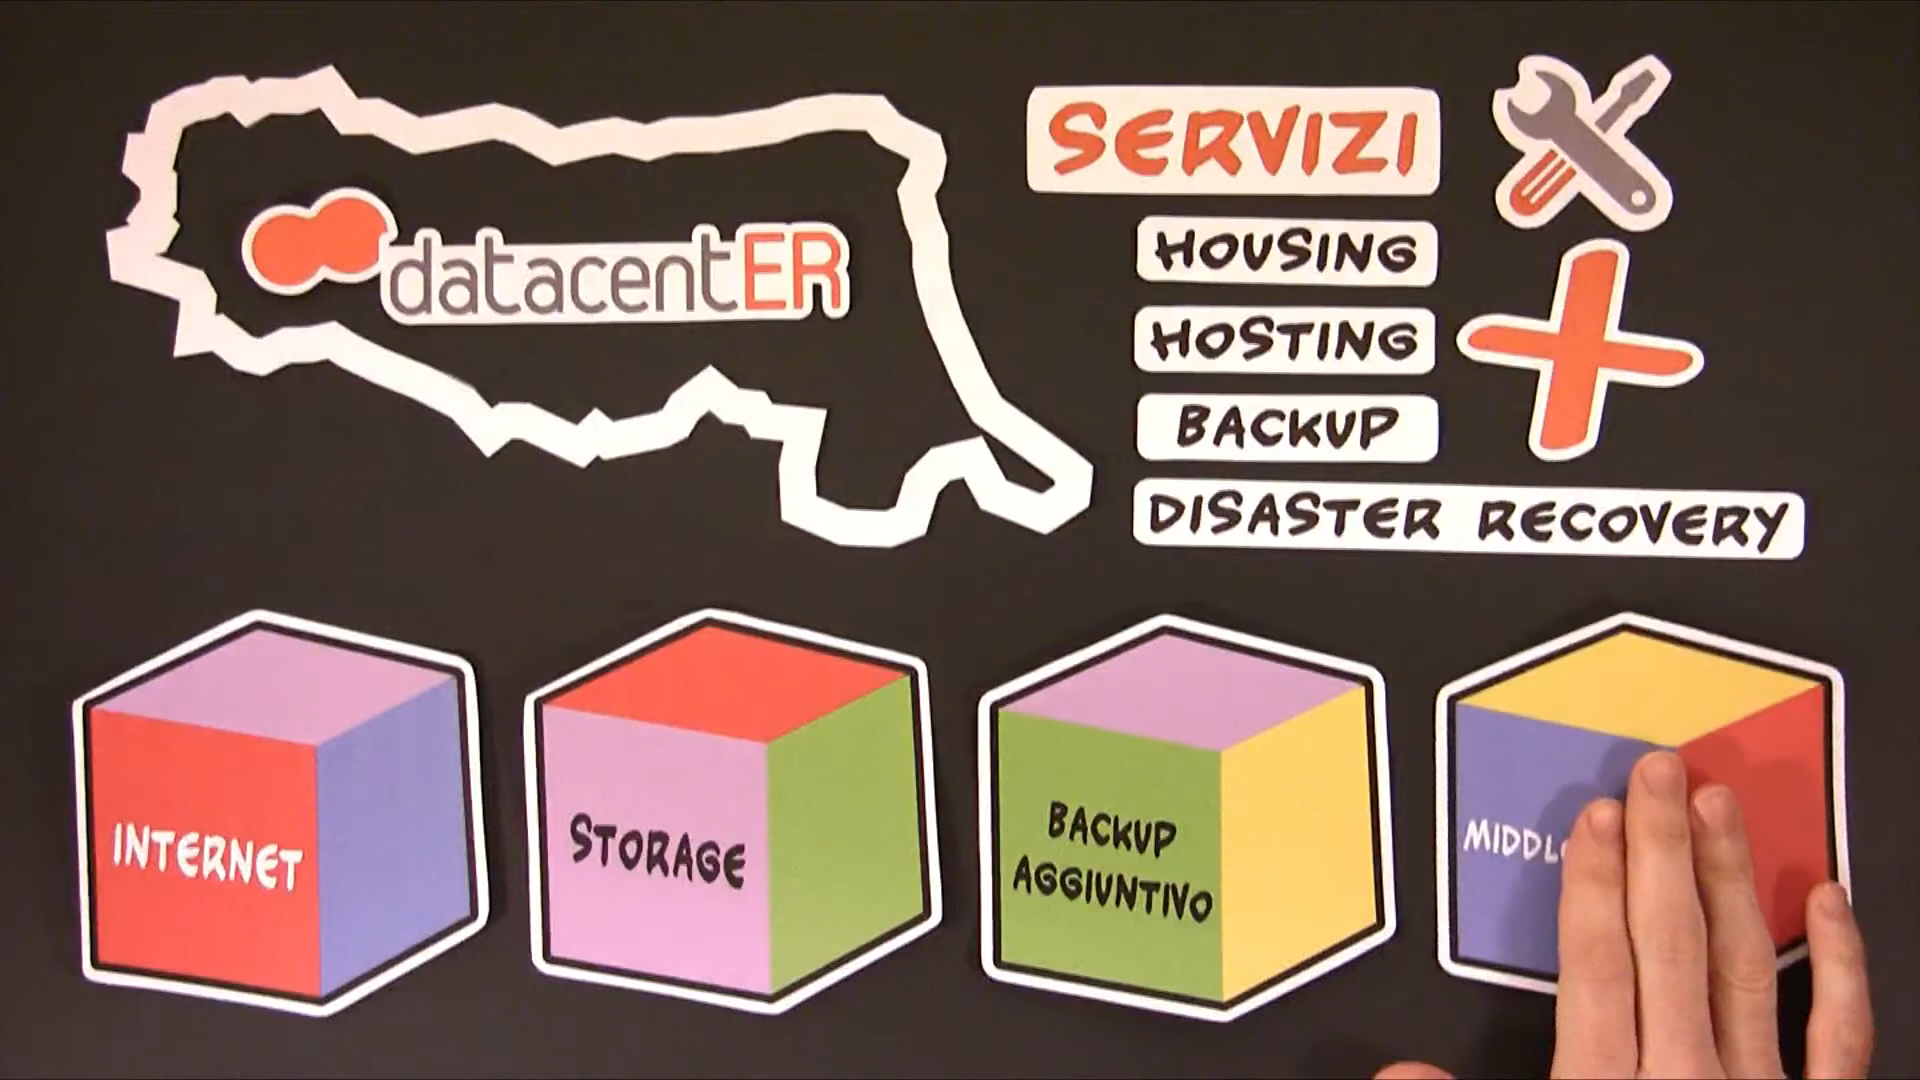 datacentER
SERVIZI
HOUSING
HOSTING
BACKUP
DISASTER RECOVERY
INTERNET
STORAGE
BACKUP
AGGIUNTIVO